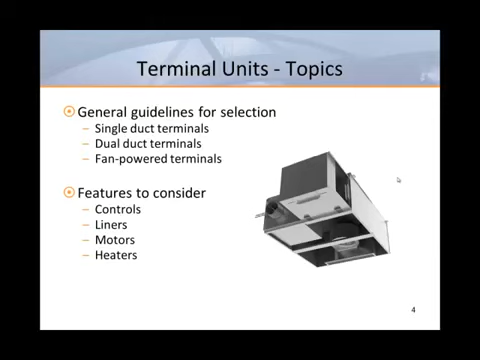 Terminal Units - Topics
General guidelines for selection
– Single duct terminals
– Dual duct terminals
– Fan-powered terminals
Features to consider
– Controls
– Liners
– Motors
– Heaters
4